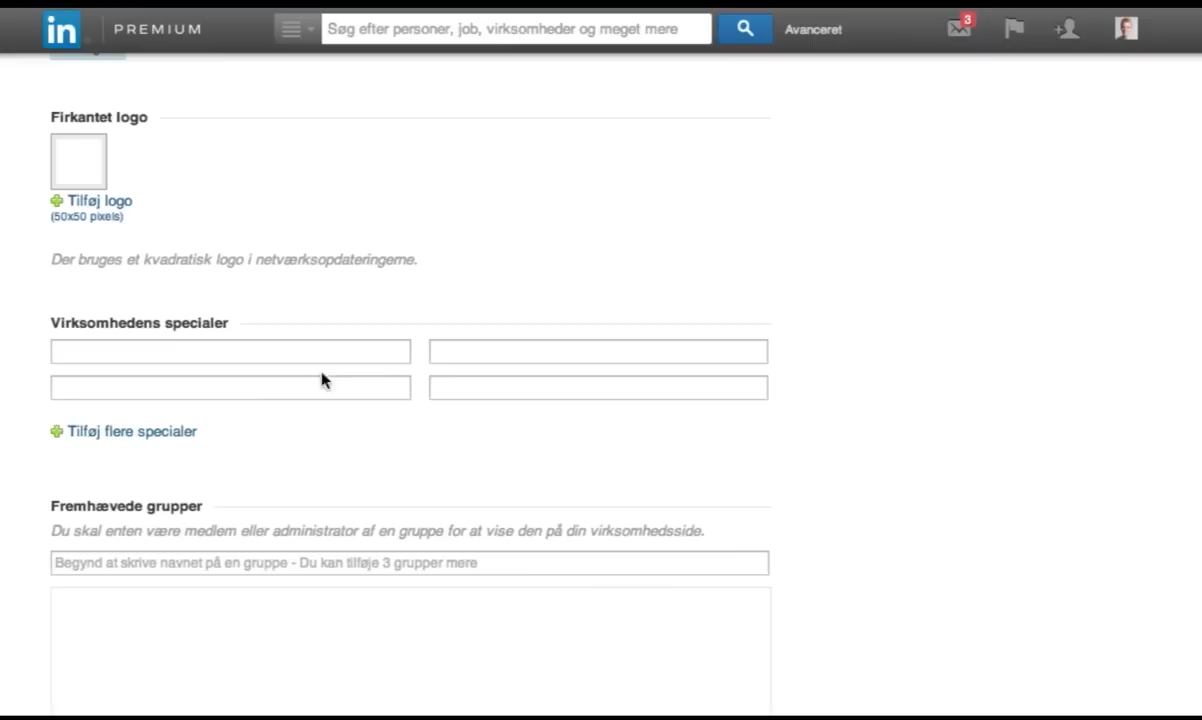 in PREMIUM Søg efter personer, job, virksomheder og meget mere Avanceret 3
Firkantet logo
Tilføj logo
(50x50 pixels)
Der bruges et kvadratisk logo i netværksopdateringerne.
Virksomhedens specialer
Tilføj flere specialer
Fremhævede grupper
Du skal enten være medlem eller administrator af en gruppe for at vise den på din virksomhedsside.
Begynd at skrive navnet på en gruppe - Du kan tilføje 3 grupper mere